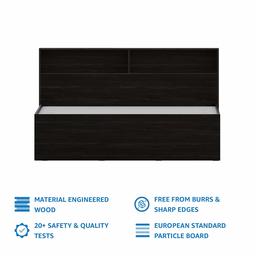 MATERIAL ENGINEERED
WOOD
FREE FROM BURRS &
SHARP EDGES
20+ SAFETY & QUALITY
TESTS
EUROPEAN STANDARD
PARTICLE BOARD